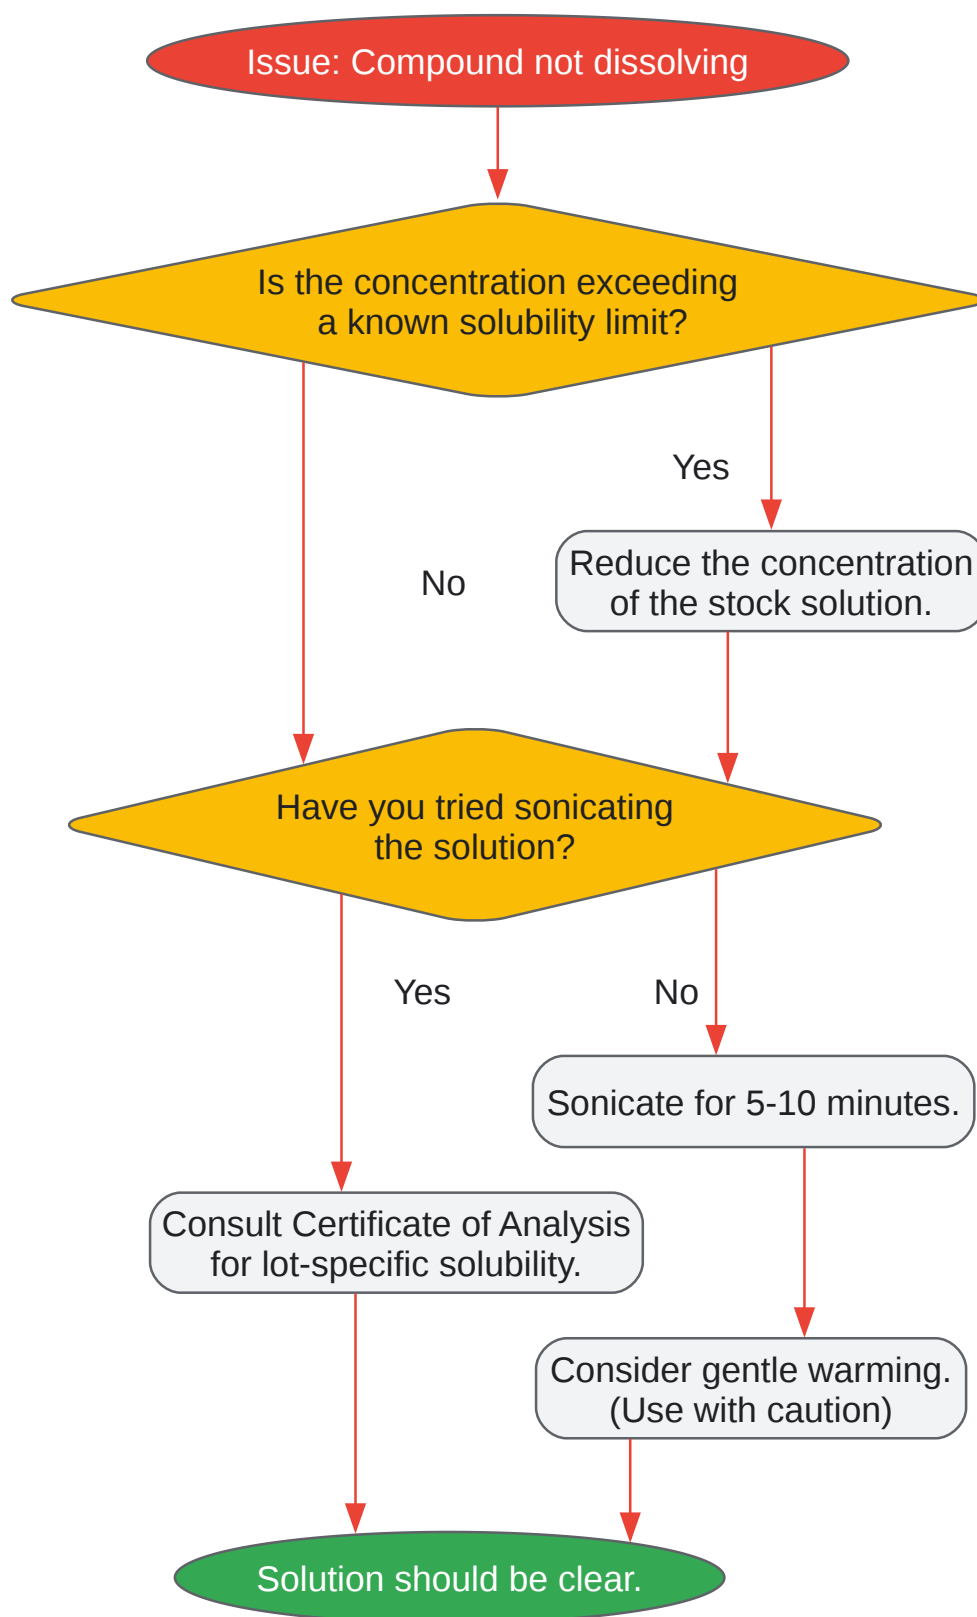 Issue: Compound not dissolving
Is the concentration exceeding
a known solubility limit?
Yes
No
Reduce the concentration
of the stock solution.
Have you tried sonicating
the solution?
Yes
No
Sonicate for 5-10 minutes.
Consult Certificate of Analysis
for lot-specific solubility.
Consider gentle warming.
(Use with caution)
Solution should be clear.